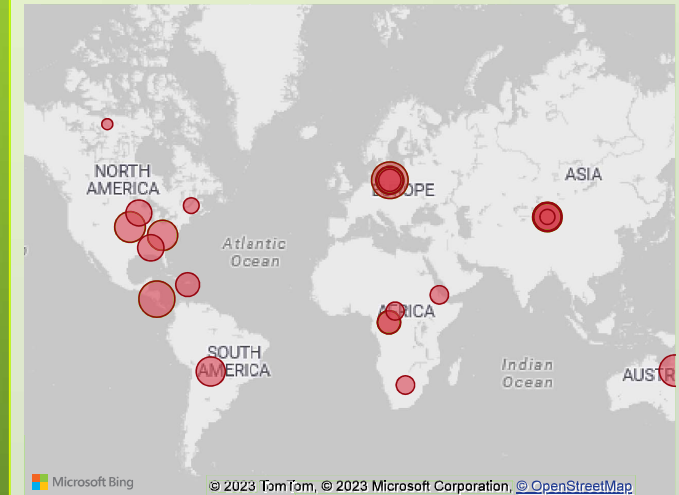 NORTH
AMERICA
EUROPE
ASIA
Atlantic
Ocean
AFRICA
SOUTH
AMERICA
Indian
Ocean
AUSTR
Microsoft Bing
© 2023 TomTom, © 2023 Microsoft Corporation, © OpenStreetMap